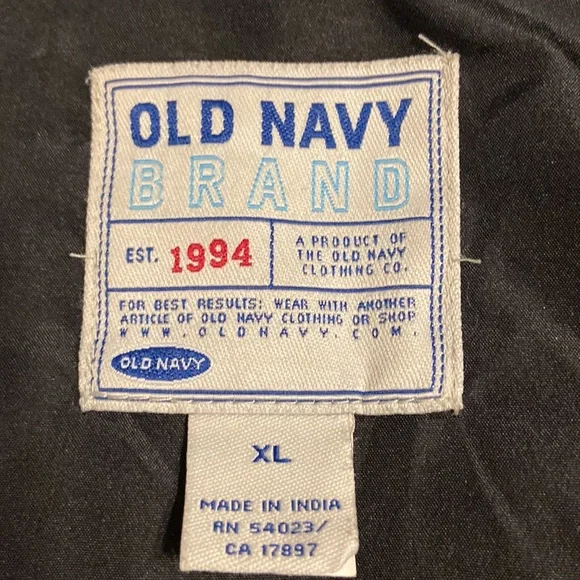 OLD NAVY
BRAND
EST. 1994
A PRODUCT OF
THE OLD NAVY
CLOTHING CO.
FOR BEST RESULTS: WEAR WITH ANOTHER
ARTICLE OF OLD NAVY CLOTHING OR SHOP
WWW.OLDNAVY.COM.
OLD NAVY
XL
MADE IN INDIA
RN 54023/
CA 17897